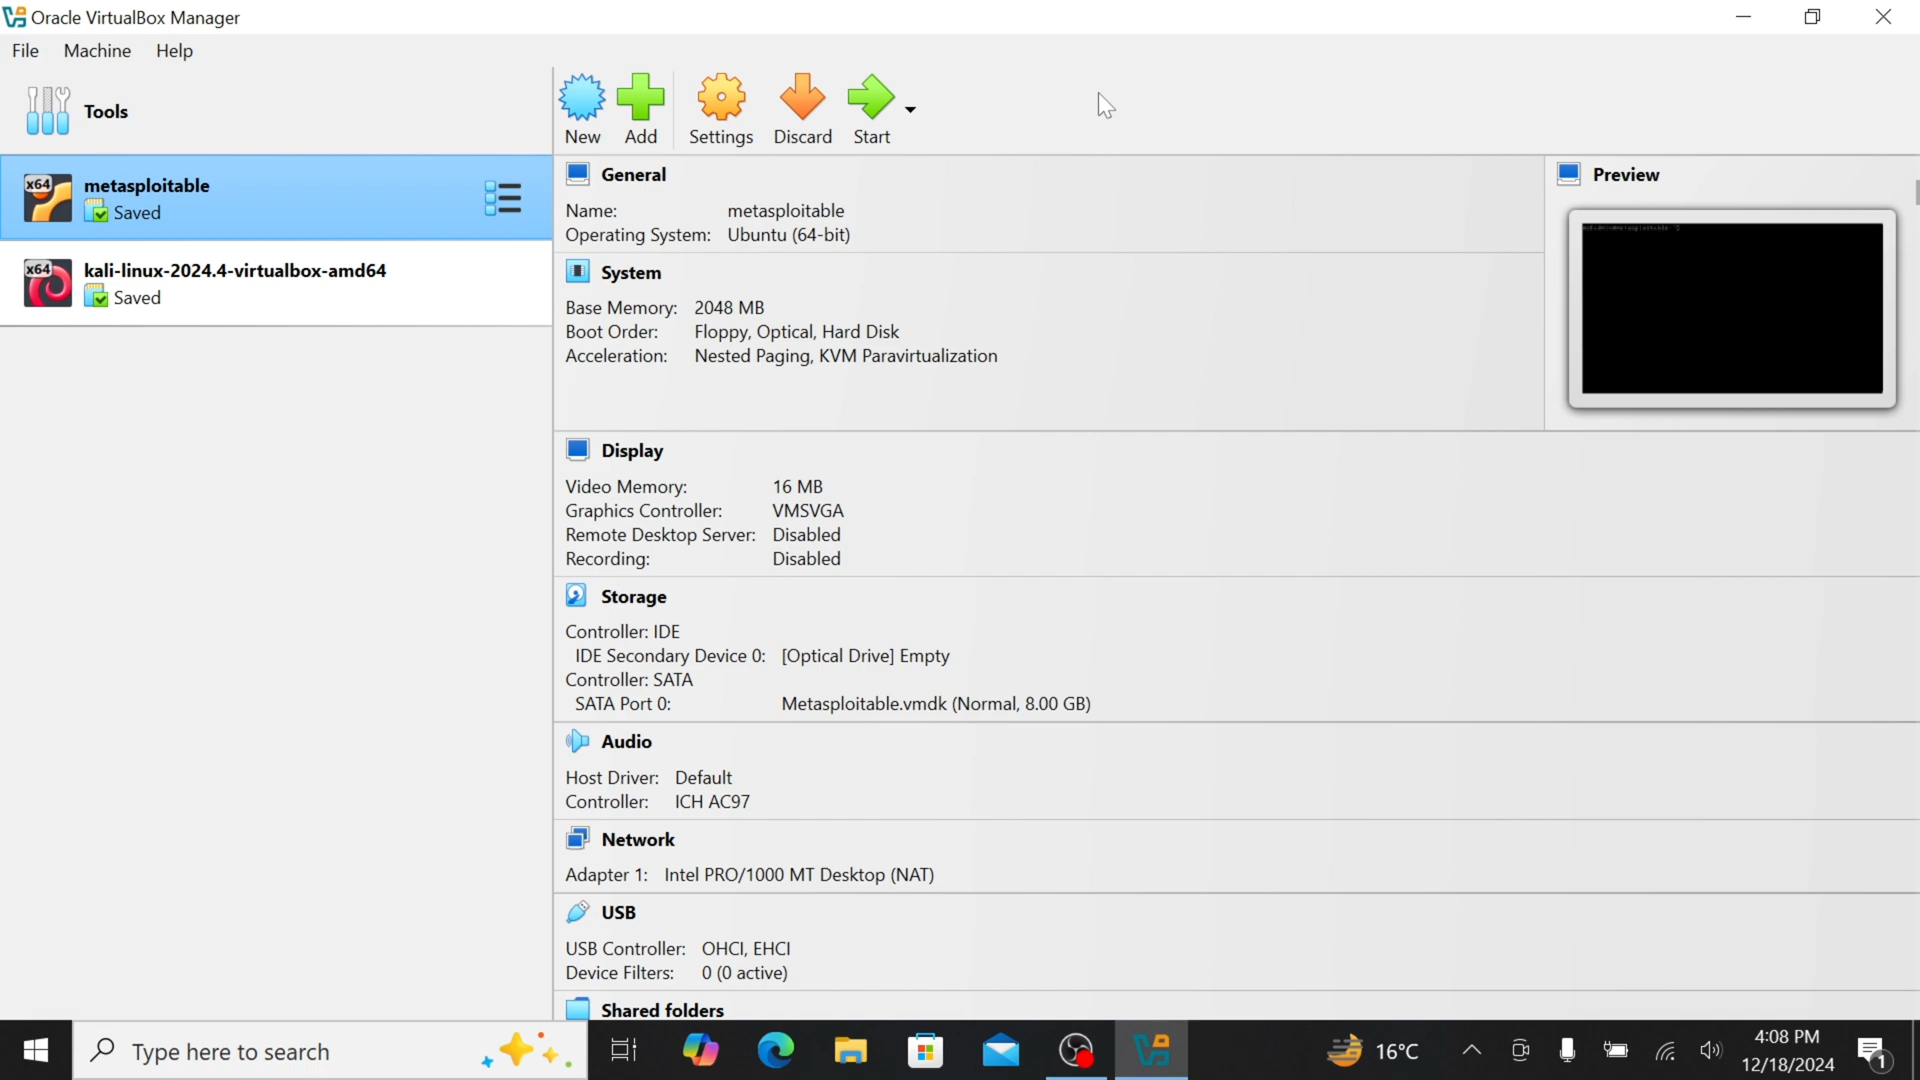 Oracle VirtualBox Manager
File Machine Help
Tools
New Add Settings Discard Start
x64 metasploitable
Saved
x64 kali-linux-2024.4-virtualbox-amd64
Saved
General
Name: metasploitable
Operating System: Ubuntu (64-bit)
System
Base Memory: 2048 MB
Boot Order: Floppy, Optical, Hard Disk
Acceleration: Nested Paging, KVM Paravirtualization
Preview
Display
Video Memory: 16 MB
Graphics Controller: VMSVGA
Remote Desktop Server: Disabled
Recording: Disabled
Storage
Controller: IDE
IDE Secondary Device 0: [Optical Drive] Empty
Controller: SATA
SATA Port 0: Metasploitable.vmdk (Normal, 8.00 GB)
Audio
Host Driver: Default
Controller: ICH AC97
Network
Adapter 1: Intel PRO/1000 MT Desktop (NAT)
USB
USB Controller: OHCI, EHCI
Device Filters: 0 (0 active)
Shared folders
Type here to search
16°C
4:08 PM
12/18/2024
1